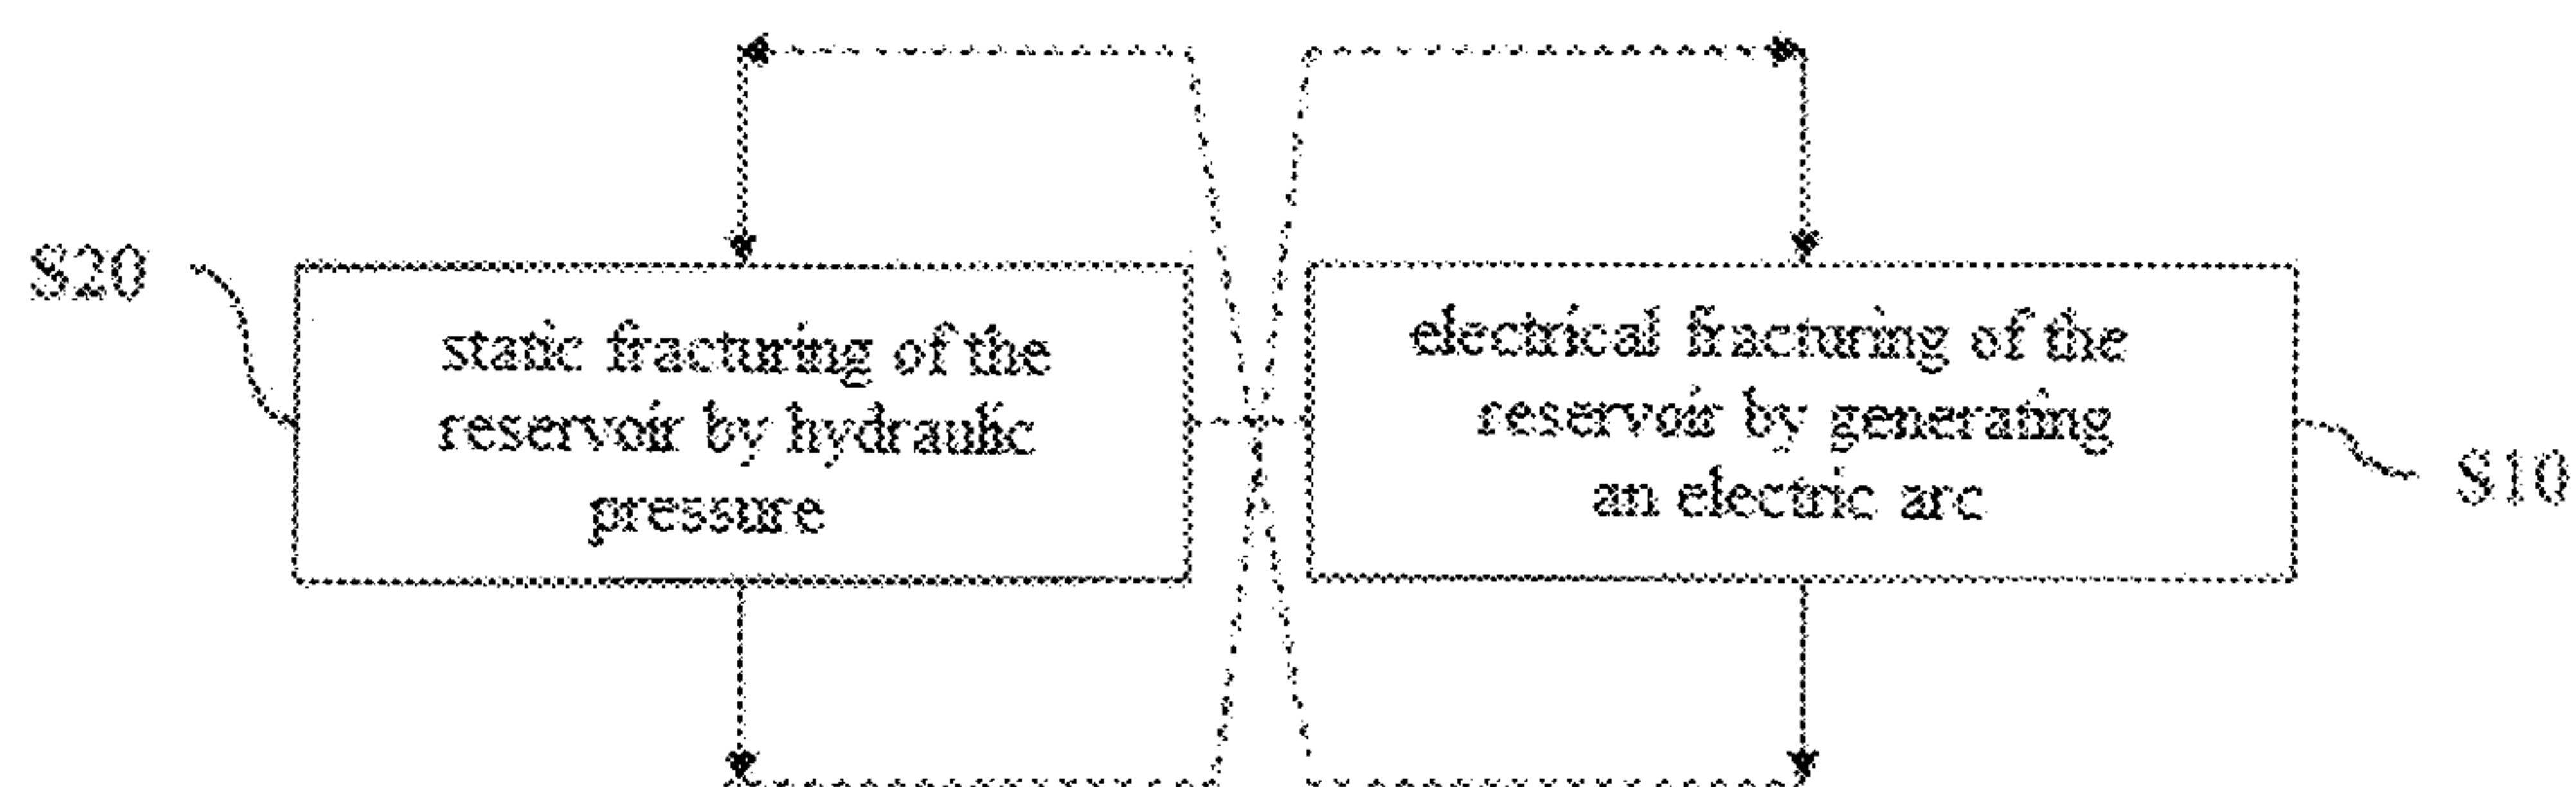 S20
static fracturing of the
reservoir by hydraulic
pressure
electrical fracturing of the
reservoir by generating
an electric arc
S10